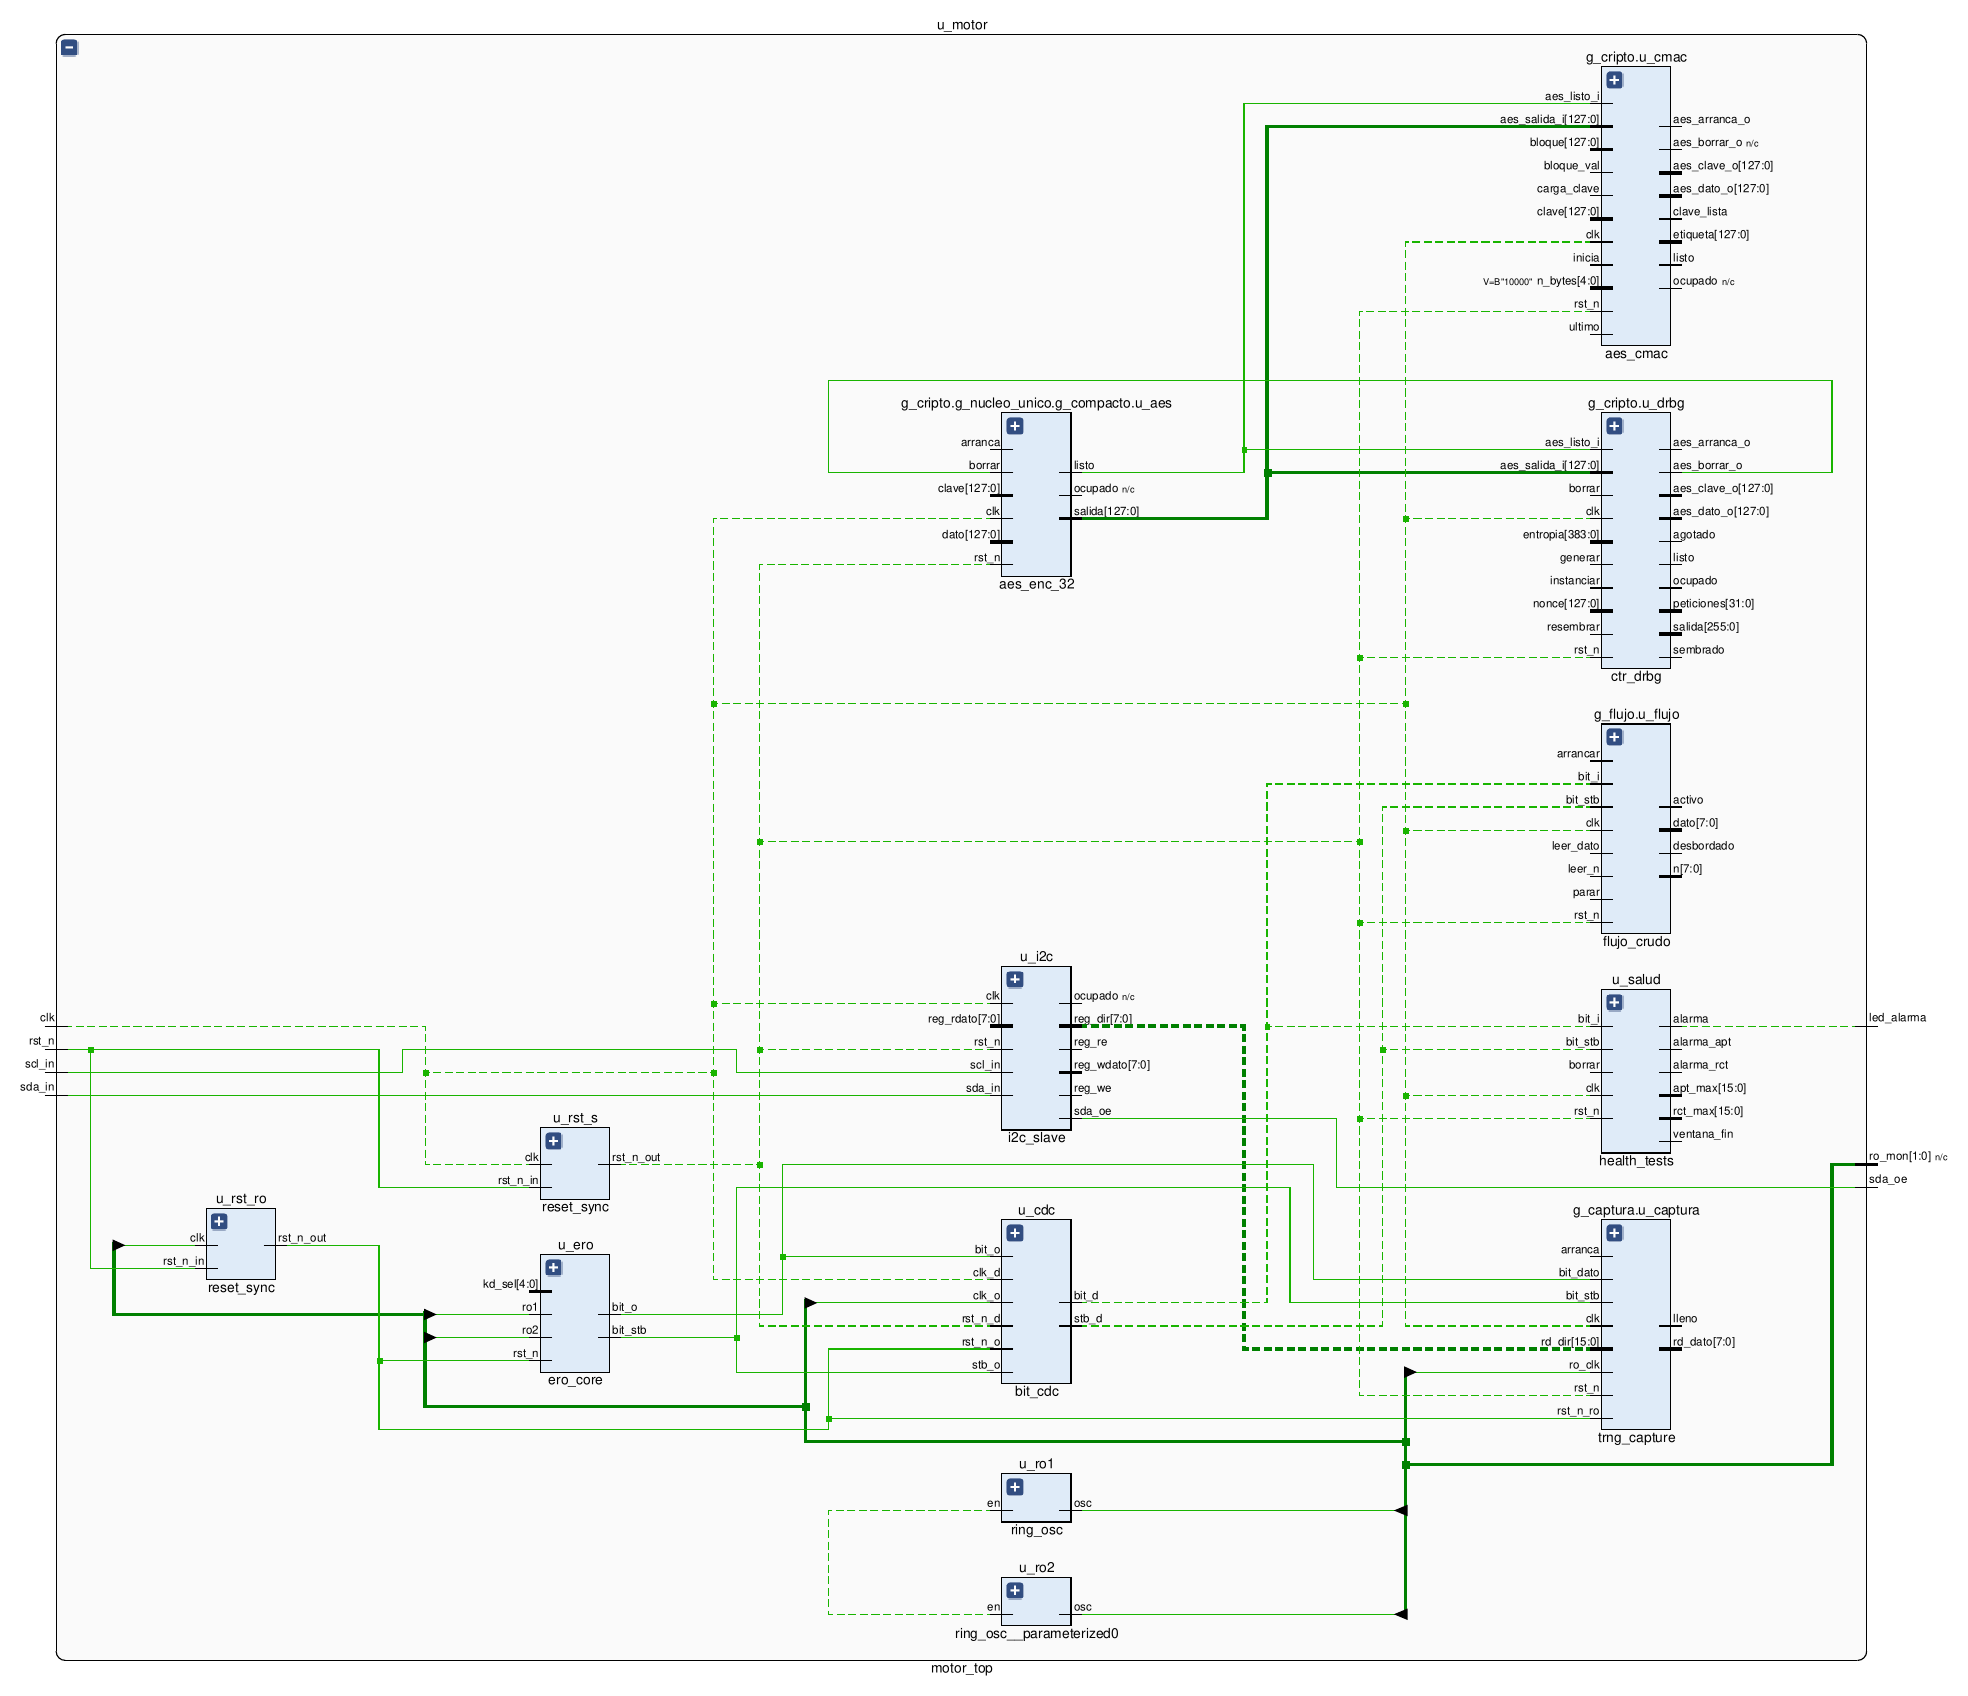 u_motor
g_cripto.u_cmac
aes_listo_i
aes_salida_i[127:0]
bloque[127:0]
bloque_val
carga_clave
clave[127:0]
clk
inicia
V=B"10000" n_bytes[4:0]
rst_n
ultimo
aes_arranca_o
aes_borrar_o n/c
aes_clave_o[127:0]
aes_dato_o[127:0]
clave_lista
etiqueta[127:0]
listo
ocupado n/c
aes_cmac
g_cripto.g_nucleo_unico.g_compacto.u_aes
arranca
borrar
clave[127:0]
clk
dato[127:0]
rst_n
listo
ocupado n/c
salida[127:0]
aes_enc_32
g_cripto.u_drbg
aes_listo_i
aes_salida_i[127:0]
borrar
clk
entropia[383:0]
generar
instanciar
nonce[127:0]
resembrar
rst_n
aes_arranca_o
aes_borrar_o
aes_clave_o[127:0]
aes_dato_o[127:0]
agotado
listo
ocupado
peticiones[31:0]
salida[255:0]
sembrado
ctr_drbg
g_flujo.u_flujo
arrancar
bit_i
bit_stb
clk
leer_dato
leer_n
parar
rst_n
activo
dato[7:0]
desbordado
n[7:0]
flujo_crudo
u_i2c
clk
reg_rdato[7:0]
rst_n
scl_in
sda_in
ocupado n/c
reg_dir[7:0]
reg_re
reg_wdato[7:0]
reg_we
sda_oe
i2c_slave
u_salud
bit_i
bit_stb
borrar
clk
rst_n
alarma
alarma_apt
alarma_rct
apt_max[15:0]
rct_max[15:0]
ventana_fin
health_tests
clk
rst_n
scl_in
sda_in
led_alarma
ro_mon[1:0] n/c
sda_oe
u_rst_s
clk
rst_n_in
rst_n_out
reset_sync
u_rst_ro
clk
rst_n_in
rst_n_out
reset_sync
u_ero
kd_sel[4:0]
ro1
ro2
rst_n
bit_o
bit_stb
ero_core
u_cdc
bit_o
clk_d
clk_o
rst_n_d
rst_n_o
stb_o
bit_d
stb_d
bit_cdc
g_captura.u_captura
arranca
bit_dato
bit_stb
clk
rd_dir[15:0]
ro_clk
rst_n
rst_n_ro
lleno
rd_dato[7:0]
trng_capture
u_ro1
en
osc
ring_osc
u_ro2
en
osc
ring_osc__parameterized0
motor_top